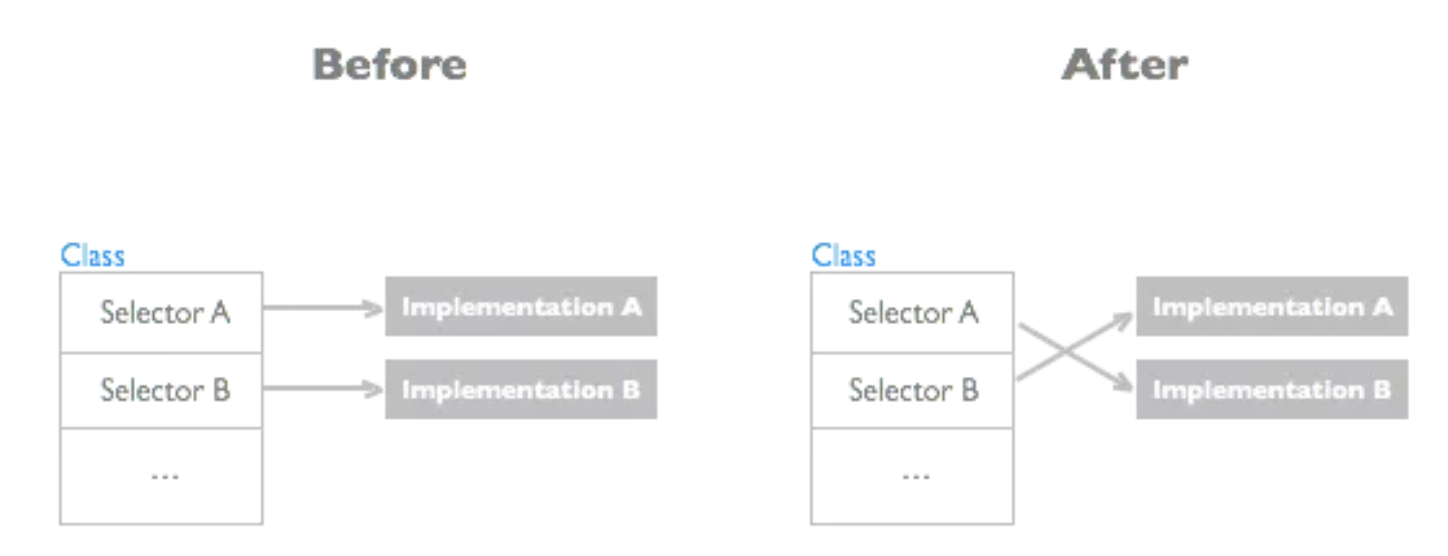 Before
After
Class
Selector A
Implementation A
Selector B
Implementation B
...
Class
Selector A
Implementation A
Selector B
Implementation B
...